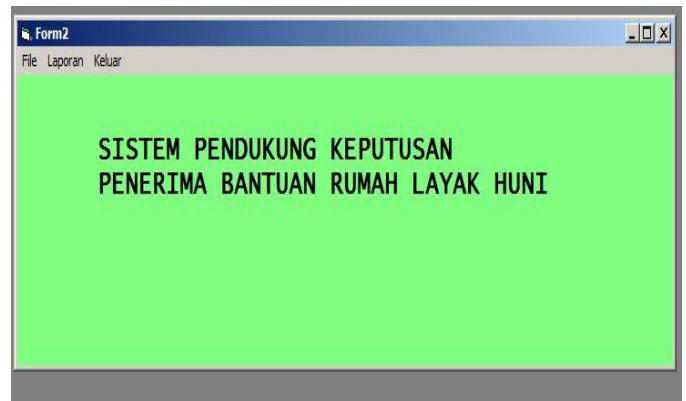 Form2
File Laporan Keluar
SISTEM PENDUKUNG KEPUTUSAN
PENERIMA BANTUAN RUMAH LAYAK HUNI